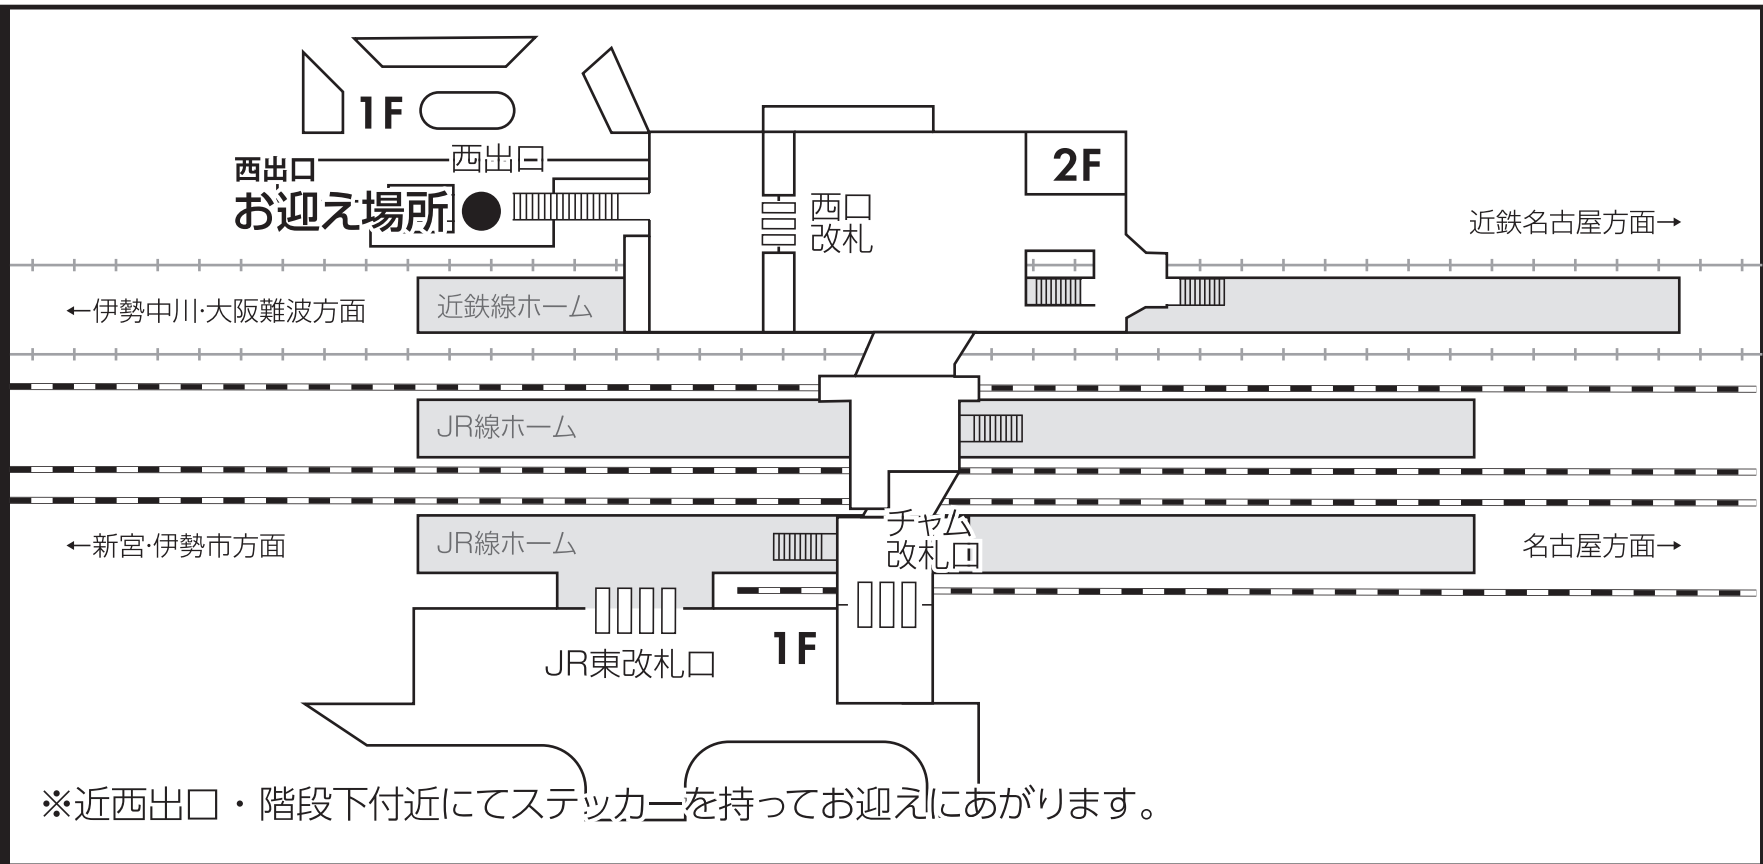 1F
西出口
西出口
お迎え場所
2F
西口
改札
近鉄名古屋方面→
←伊勢中川·大阪難波方面
近鉄線ホーム
JR線ホーム
←新宮·伊勢市方面
JR線ホーム
チャム
改札口
名古屋方面→
1F
JR東改札口
※近西出口・階段下付近にてステッカーを持ってお迎えにあがります。